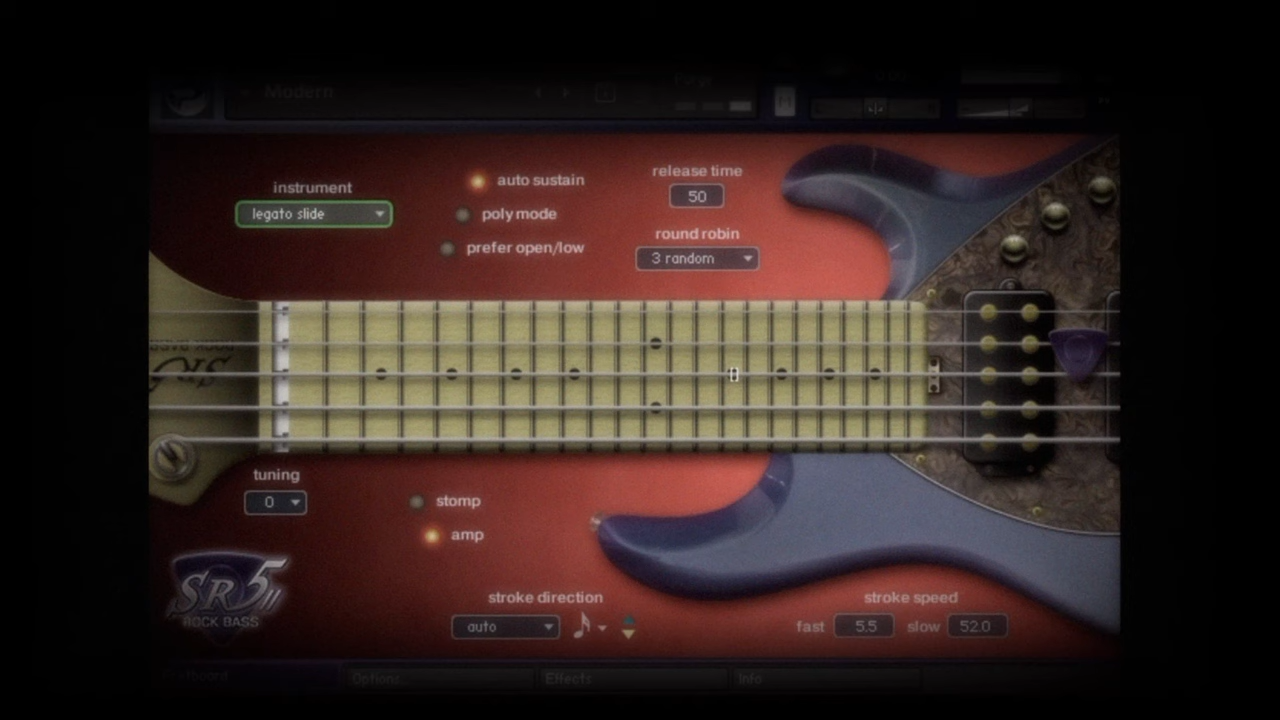 Modern
instrument
legato slide
auto sustain
poly mode
prefer open/low
release time
50
round robin
3 random
tuning
0
stomp
amp
SR5
ROCK BASS
stroke direction
auto
stroke speed
fast 5.5 slow 52.0
Options
Effects
Info